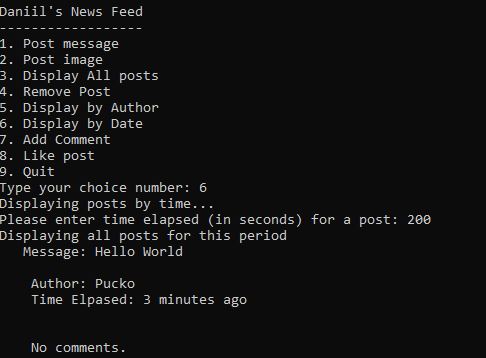 Daniil's News Feed
------------------
1. Post message
2. Post image
3. Display All posts
4. Remove Post
5. Display by Author
6. Display by Date
7. Add Comment
8. Like post
9. Quit
Type your choice number: 6
Displaying posts by time...
Please enter time elapsed (in seconds) for a post: 200
Displaying all posts for this period
Message: Hello World
Author: Pucko
Time Elpased: 3 minutes ago
No comments.